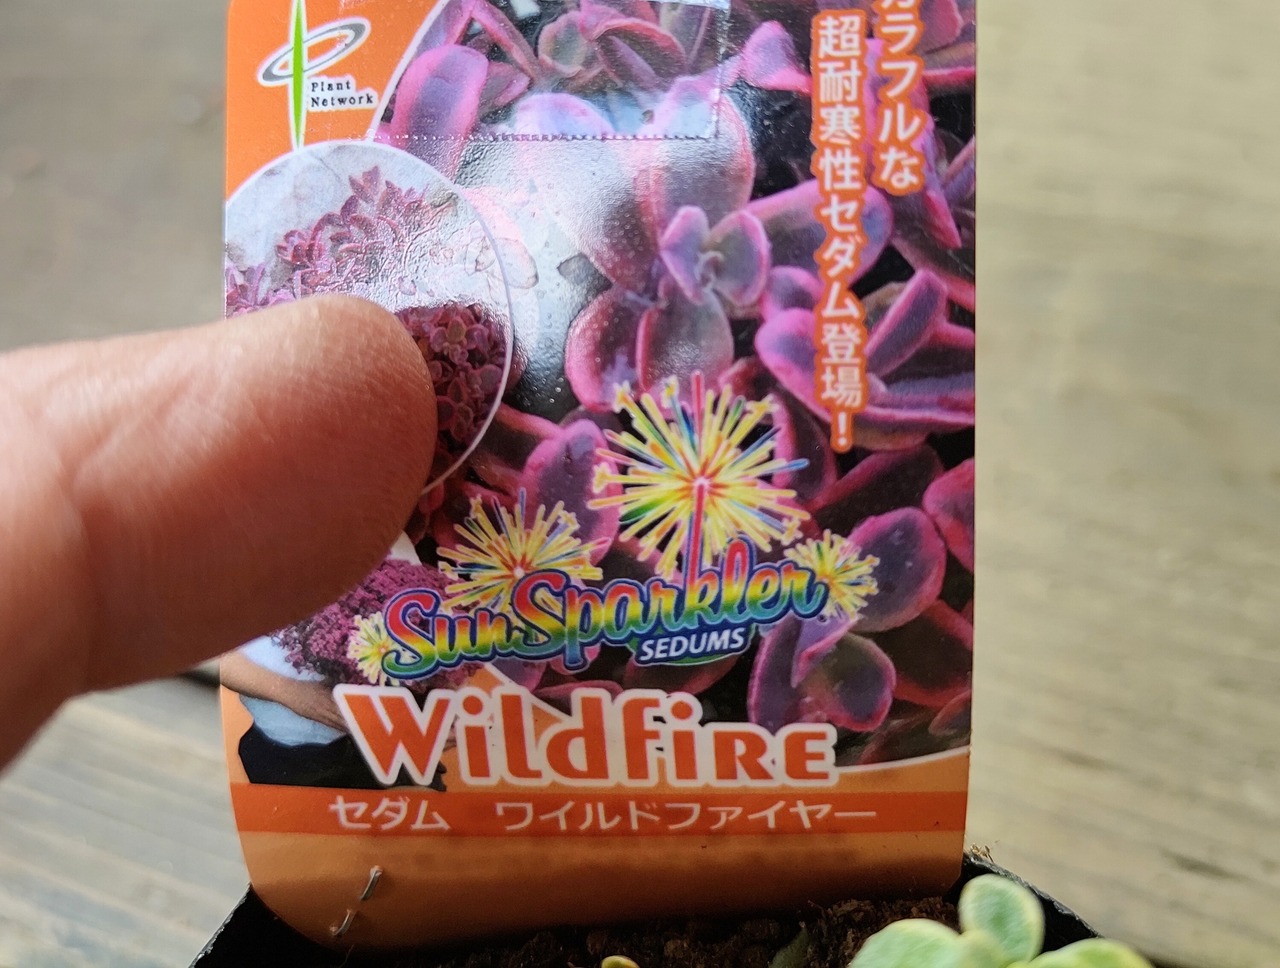 Plant
Network
カラフルな
超耐寒性セダム登場!
SunSparkler®
SEDUMS
Wildfire
セダム ワイルドファイヤー